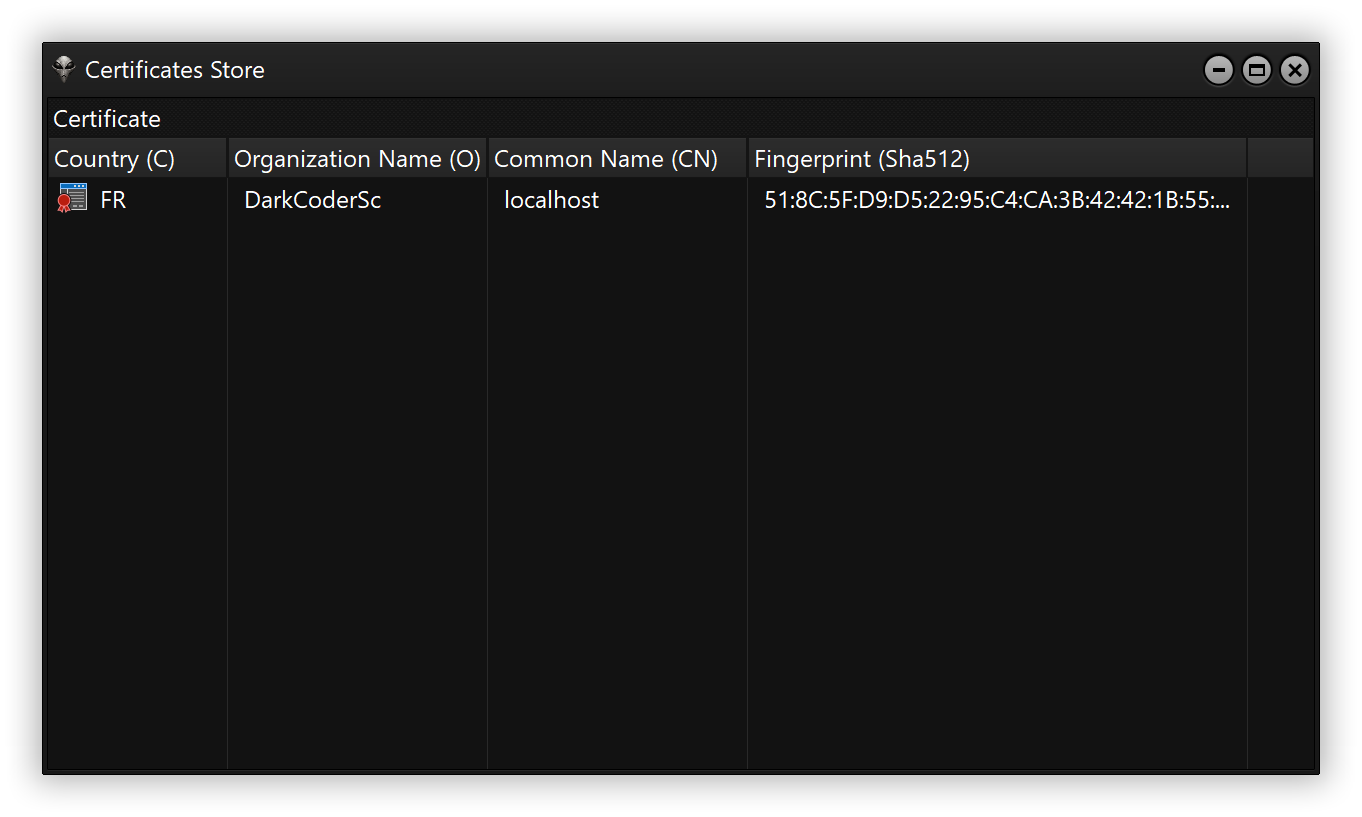 Certificates Store
Certificate
Country (C) Organization Name (O) Common Name (CN) Fingerprint (Sha512)
FR DarkCoderSc localhost 51:8C:5F:D9:D5:22:95:C4:CA:3B:42:42:1B:55:...